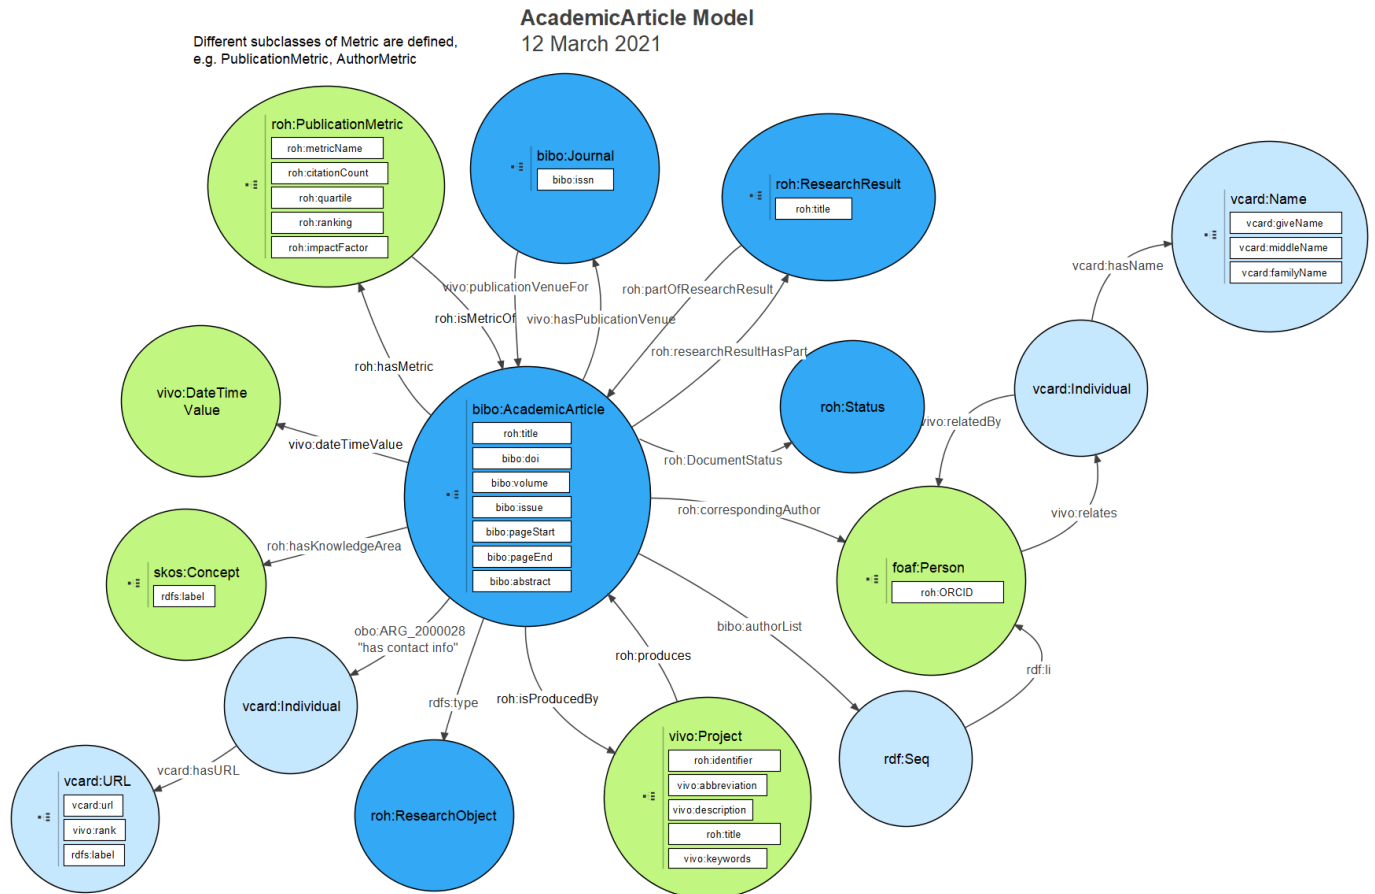 AcademicArticle Model
12 March 2021
Different subclasses of Metric are defined,
e.g. PublicationMetric, AuthorMetric
roh:PublicationMetric
roh:metricName
roh:citationCount
roh:quartile
roh:ranking
roh:impactFactor
bibo:Journal
bibo:issn
roh:ResearchResult
roh:title
vcard:Name
vcard:giveName
vcard:middleName
vcard:familyName
vcard:hasName
vivo:publicationVenueFor
roh:partOfResearchResult
roh:isMetricOf
vivo:hasPublicationVenue
roh:researchResultHasPart
roh:hasMetric
vivo:DateTime
Value
vivo:dateTimeValue
roh:Status
vcard:Individual
vivo:relatedBy
bibo:AcademicArticle
roh:title
bibo:doi
bibo:volume
bibo:issue
bibo:pageStart
bibo:pageEnd
bibo:abstract
roh:DocumentStatus
roh:correspondingAuthor
vivo:relates
roh:hasKnowledgeArea
skos:Concept
rdfs:label
foaf:Person
roh:ORCID
obo:ARG_2000028
"has contact info"
bibo:authorList
roh:produces
rdf:li
vcard:Individual
rdfs:type
roh:isProducedBy
vcard:hasURL
vcard:URL
vcard:url
vivo:rank
rdfs:label
roh:ResearchObject
vivo:Project
roh:identifier
vivo:abbreviation
vivo:description
roh:title
vivo:keywords
rdf:Seq